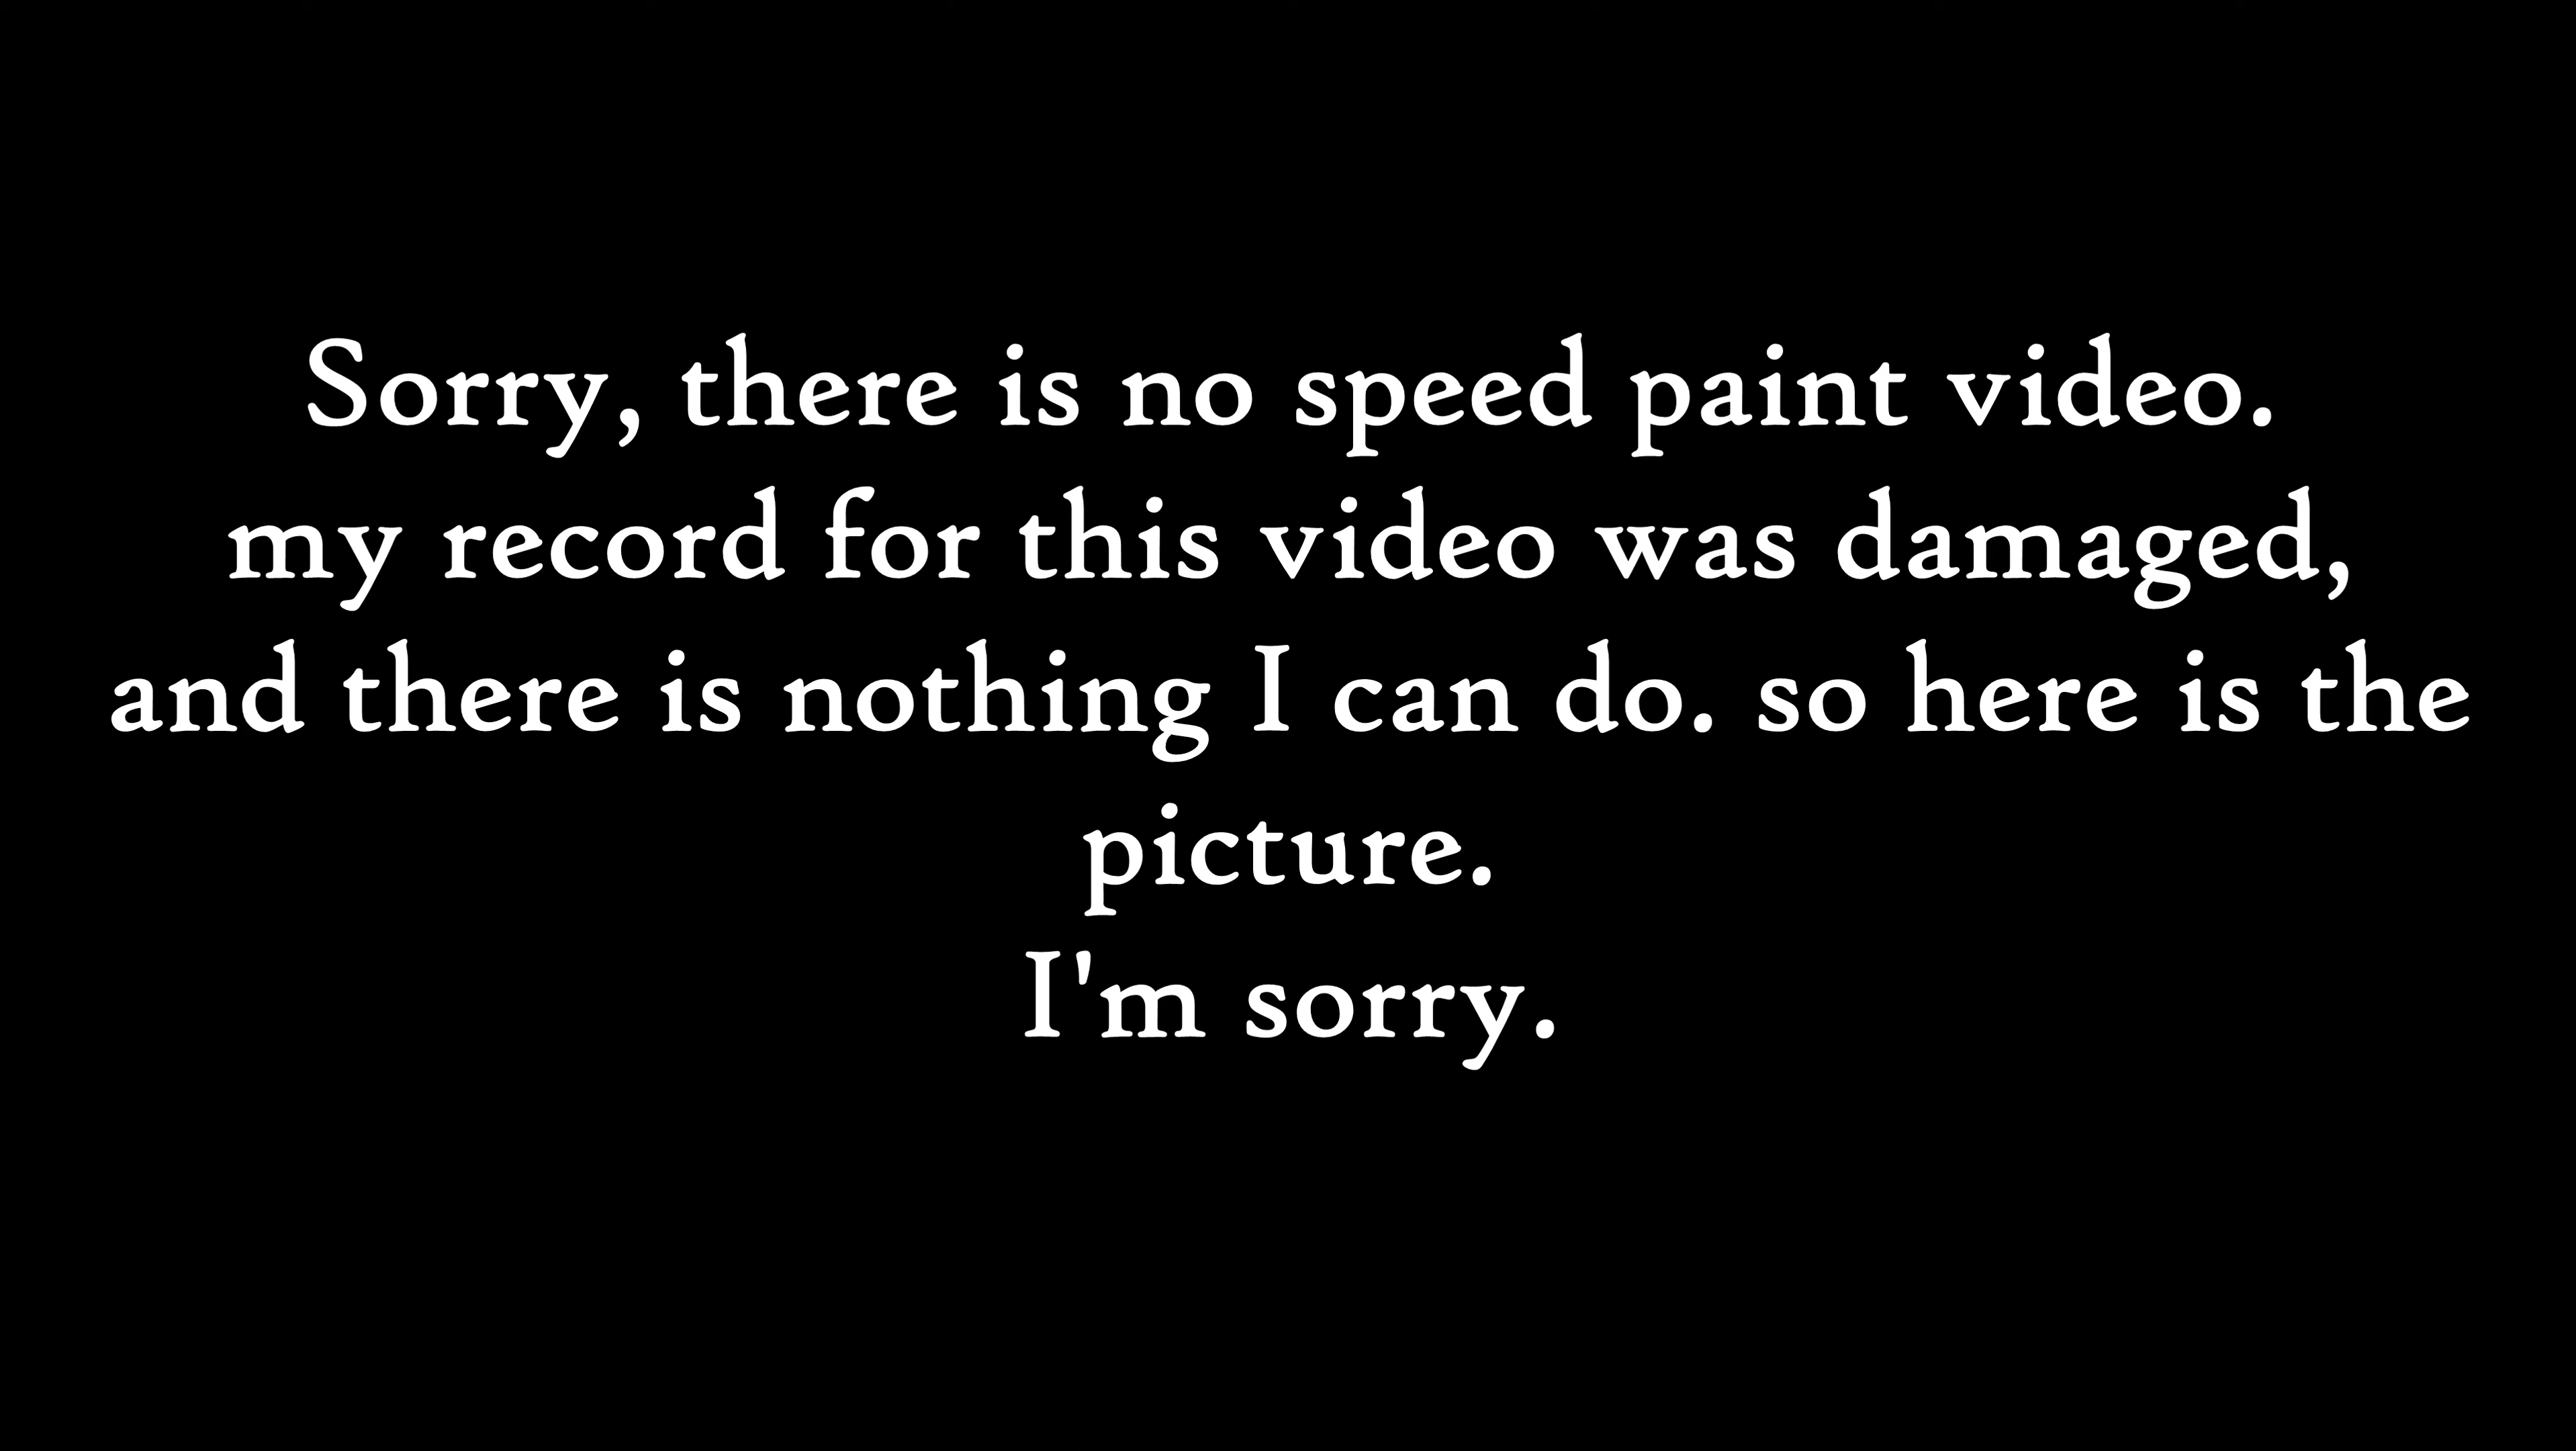 Sorry, there is no speed paint video.
my record for this video was damaged,
and there is nothing I can do. so here is the
picture.
I'm sorry.